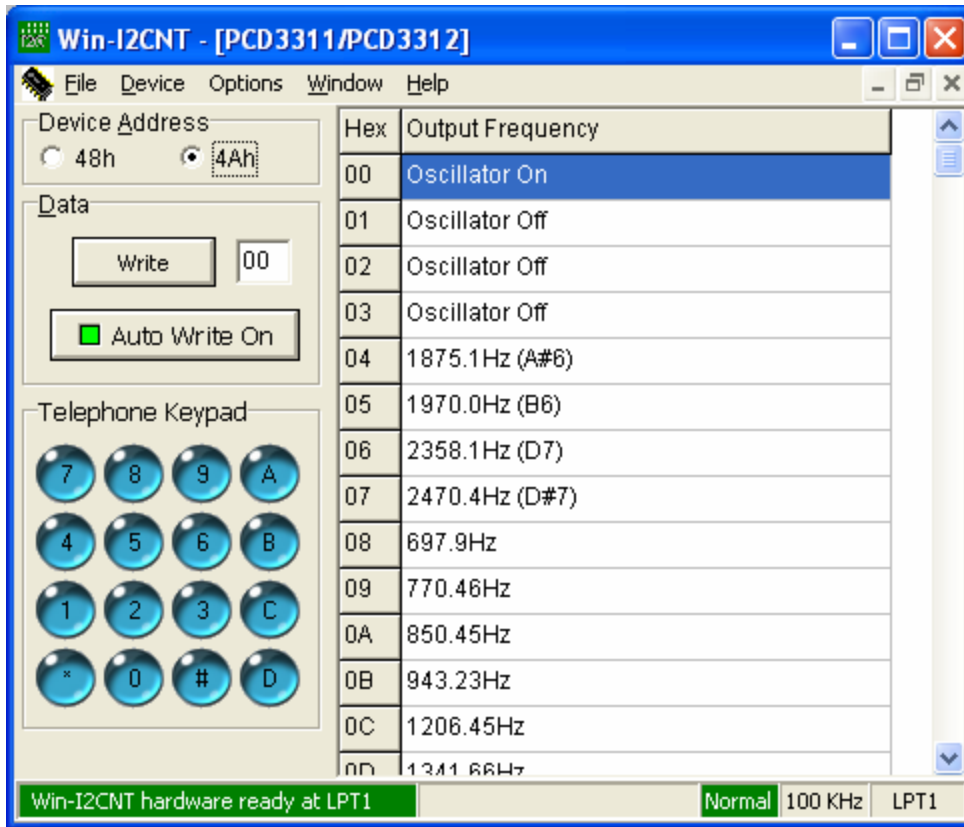 Win-I2CNT - [PCD3311/PCD3312]
File Device Options Window Help
Device Address
48h 4Ah
Data
Write 00
Auto Write On
Telephone Keypad
7 8 9 A
4 5 6 B
1 2 3 C
* 0 # D
Hex Output Frequency
00 Oscillator On
01 Oscillator Off
02 Oscillator Off
03 Oscillator Off
04 1875.1Hz (A#6)
05 1970.0Hz (B6)
06 2358.1Hz (D7)
07 2470.4Hz (D#7)
08 697.9Hz
09 770.46Hz
0A 850.45Hz
0B 943.23Hz
0C 1206.45Hz
0D 1341.66Hz
Win-I2CNT hardware ready at LPT1 Normal 100 KHz LPT1